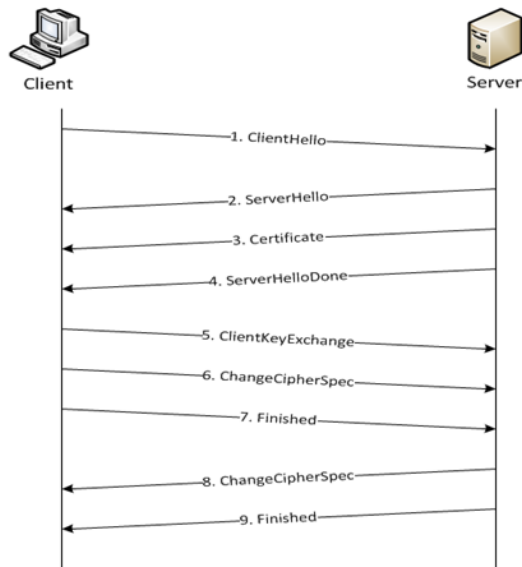 Client
Server
1. ClientHello
2. ServerHello
3. Certificate
4. ServerHelloDone
5. ClientKeyExchange
6. ChangeCipherSpec
7. Finished
8. ChangeCipherSpec
9. Finished